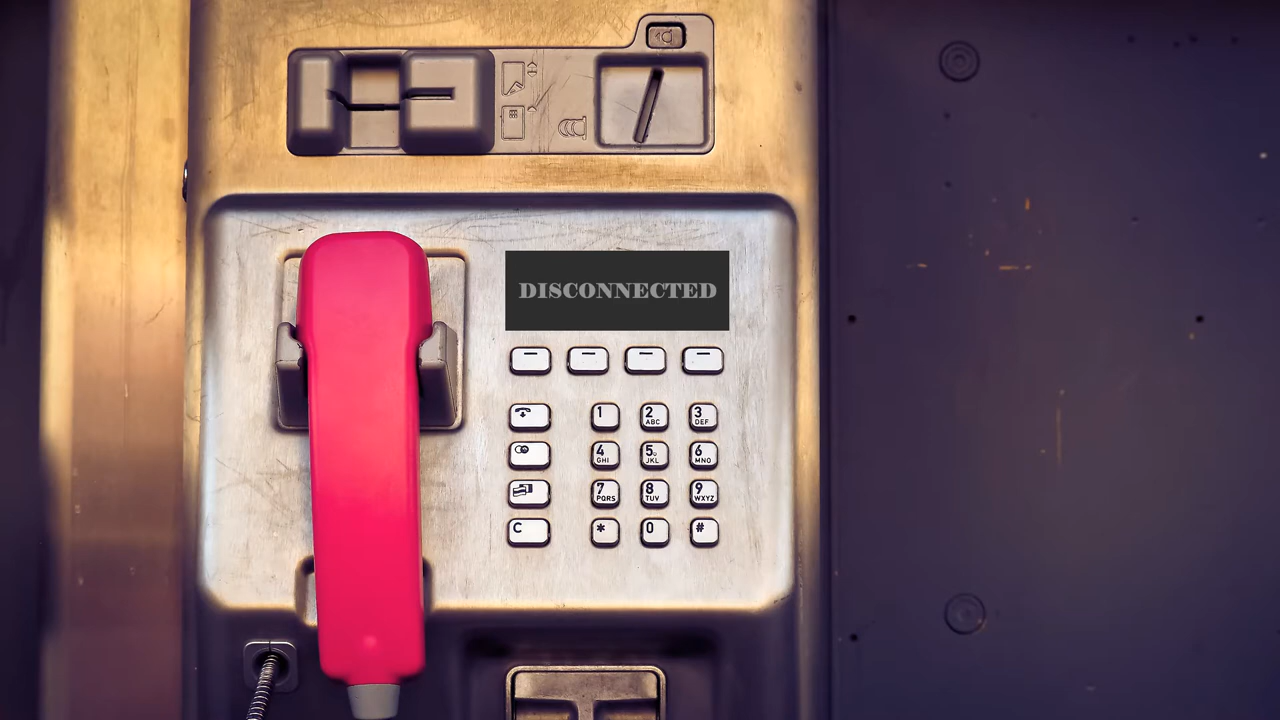 DISCONNECTED
1 2 ABC 3 DEF
4 GHI 5 JKL 6 MNO
7 PQRS 8 TUV 9 WXYZ
C * 0 #